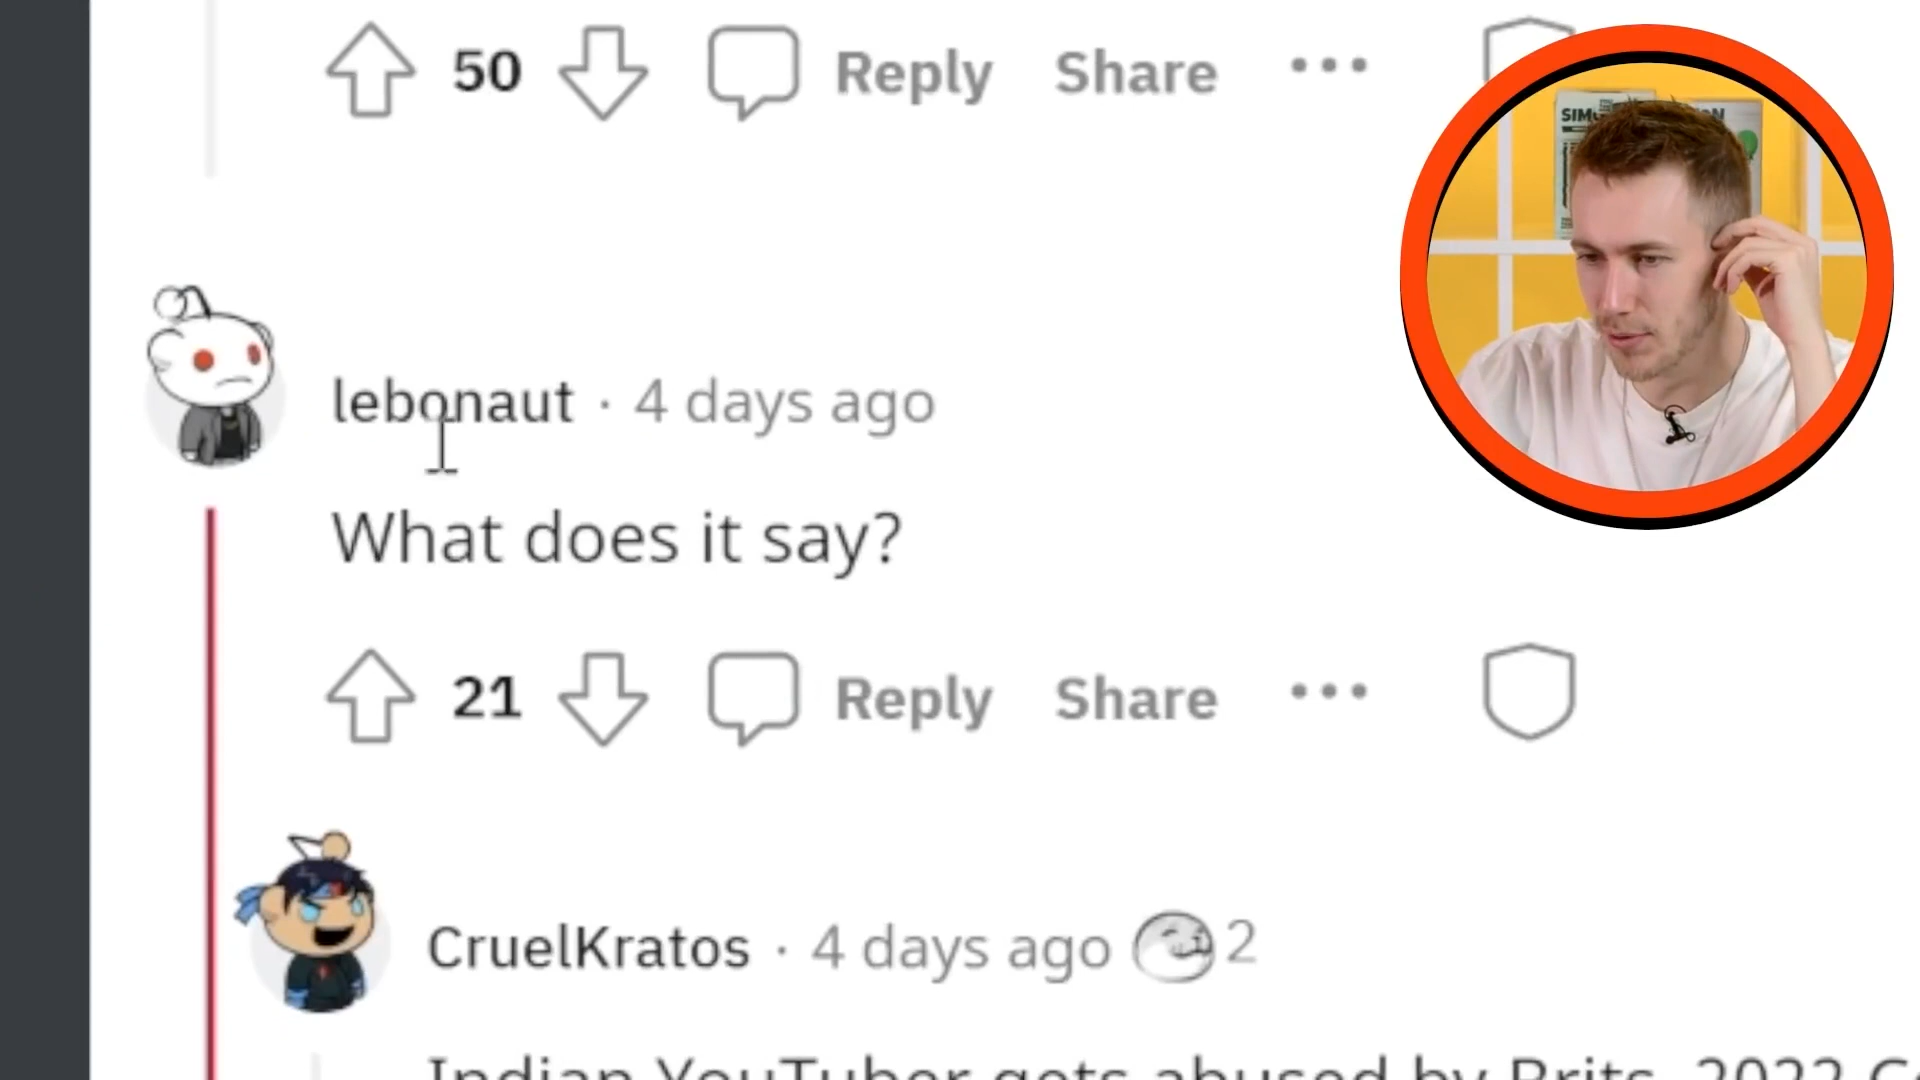 50 Reply Share
lebonaut · 4 days ago
What does it say?
21 Reply Share
CruelKratos · 4 days ago 2
Indian YouTuber gets abused by Brits, 2022